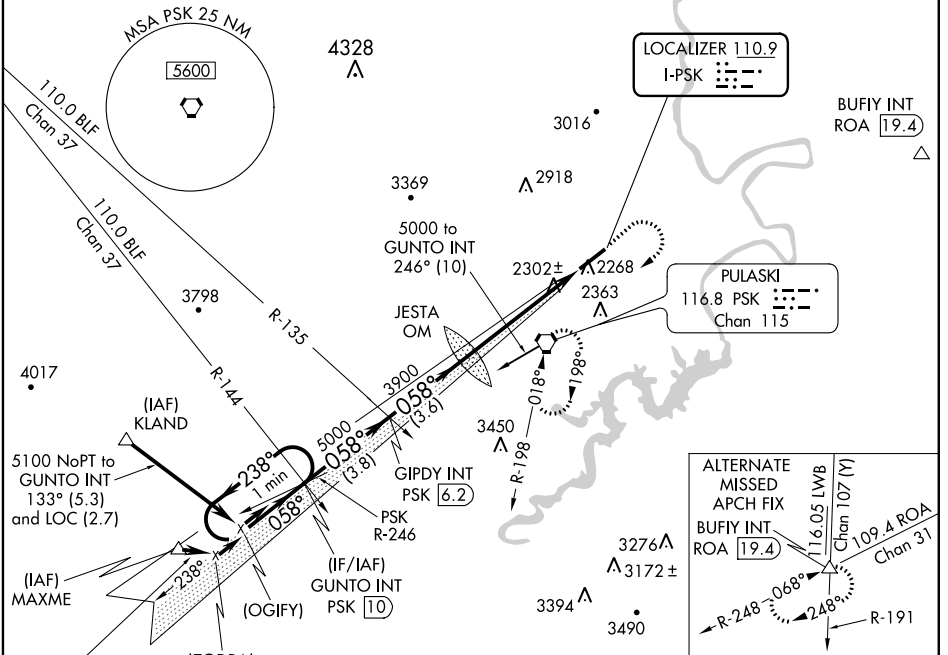 MSA PSK 25 NM
5600
4328
LOCALIZER 110.9
I-PSK
BUFIY INT
ROA 19.4
3016
2918
3369
110.0 BLF
Chan 37
110.0 BLF
Chan 37
5000 to
GUNTO INT
246° (10)
2302±
2268
2363
PULASKI
116.8 PSK
Chan 115
JESTA
OM
3798
R-135
R-144
4017
3900
5000
058°
(3.6)
058°
(3.8)
018°
198°
R-198
3450
(IAF)
KLAND
238°
1 min
058°
5100 NoPT to
GUNTO INT
133° (5.3)
and LOC (2.7)
GIPDY INT
PSK 6.2
PSK
R-246
238°
(IAF)
MAXME
(OGIFY)
(IF/IAF)
GUNTO INT
PSK 10
3276
3172±
3394
3490
ALTERNATE
MISSED
APCH FIX
BUFIY INT
ROA 19.4
116.05 LWB
Chan 107 (Y)
109.4 ROA
Chan 31
R-248
068°
248°
R-191